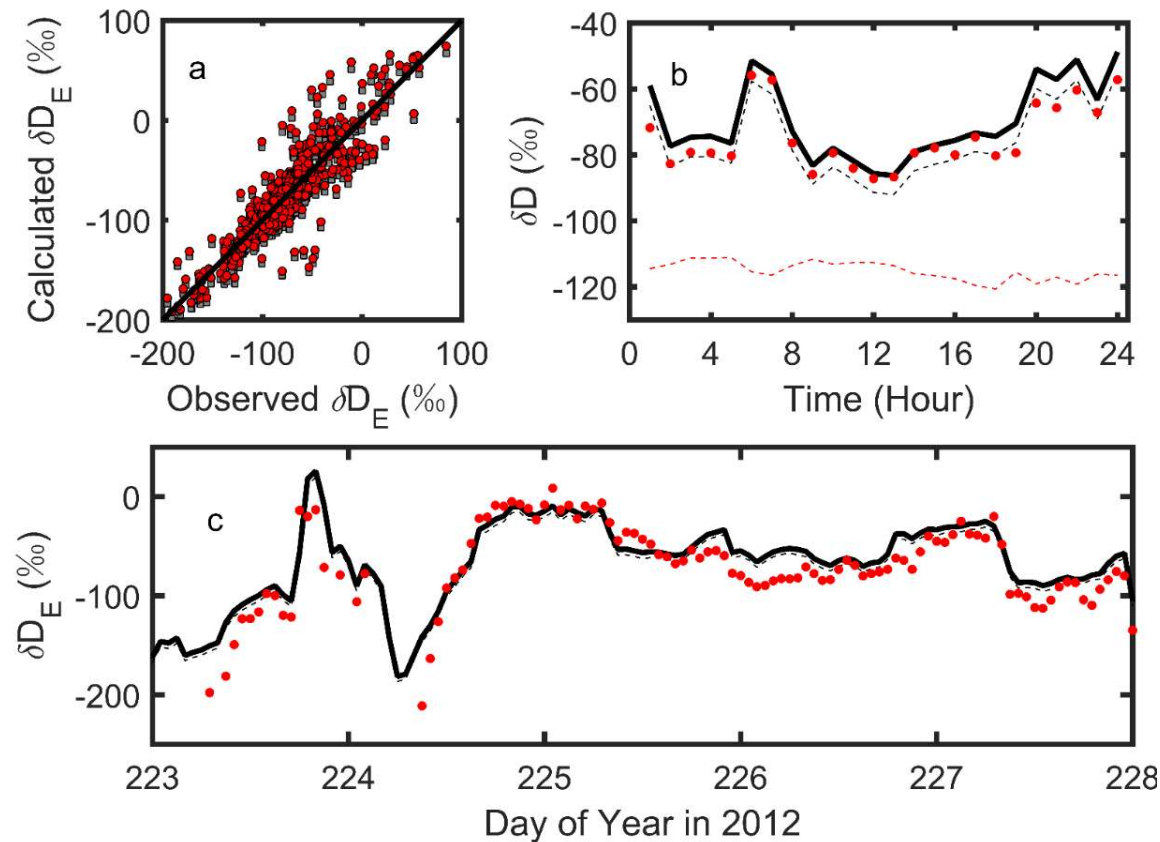 100
0
-100
-200
Calculated δD_E (‰)
a
-200 -100 0 100
Observed δD_E (‰)
-40
-60
-80
-100
-120
δD (‰)
b
0 4 8 12 16 20 24
Time (Hour)
0
-100
-200
δD_E (‰)
c
223 224 225 226 227 228
Day of Year in 2012